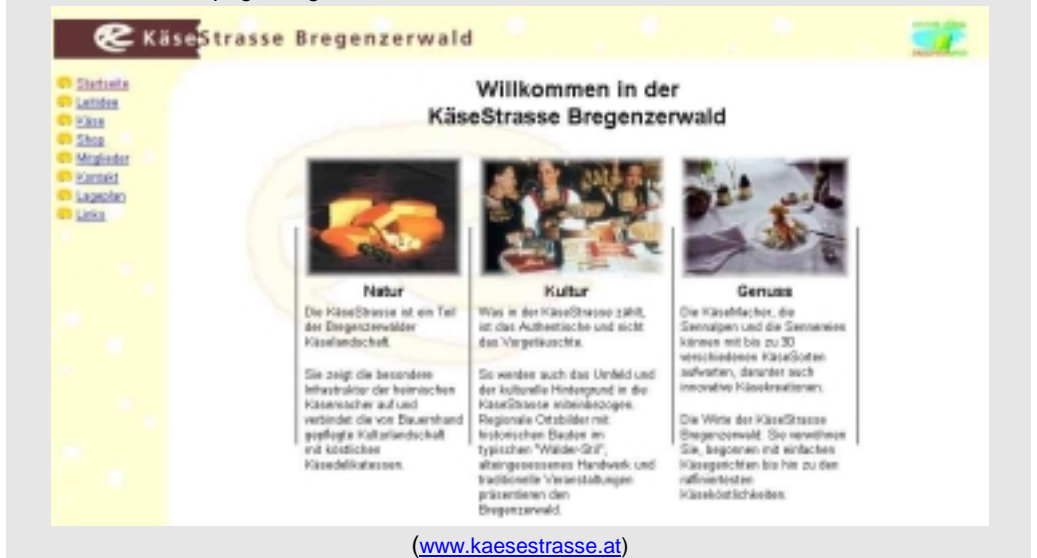 KäseStrasse Bregenzerwald
Startseite
Leitidee
Käse
Shop
Mitglieder
Kontakt
Lageplan
Links
Willkommen in der
KäseStrasse Bregenzerwald
Natur
Die KäseStrasse ist ein Teil
der Bregenzerwälder
Käselandschaft.
Sie zeigt die besondere
Infrastruktur der heimischen
Käsemacher auf und
verbindet die von Bauernhand
gepflegte Kulturlandschaft
mit köstlichen
Käsedelikatessen.
Kultur
Was in der KäseStrasse zählt,
ist das Authentische und nicht
das Vorgetäuschte.
So werden auch das Umfeld und
der kulturelle Hintergrund in die
KäseStrasse miteinbezogen.
Regionale Ortsbilder mit
historischen Bauten im
typischen "Wälder-Stil",
alteingesessenes Handwerk und
traditionelle Veranstaltungen
präsentieren den
Bregenzerwald.
Genuss
Die KäseMacher, die
Sennalpen und die Sennereien
können mit bis zu 30
verschiedenen KäseSorten
aufwarten, darunter auch
innovative Käsekreationen.
Die Wirte der KäseStrasse
Bregenzerwald. Sie verwöhnen
Sie, begonnen mit einfachen
Käsegerichten bis hin zu den
raffiniertesten
Käseköstlichkeiten.
(www.kaesestrasse.at)